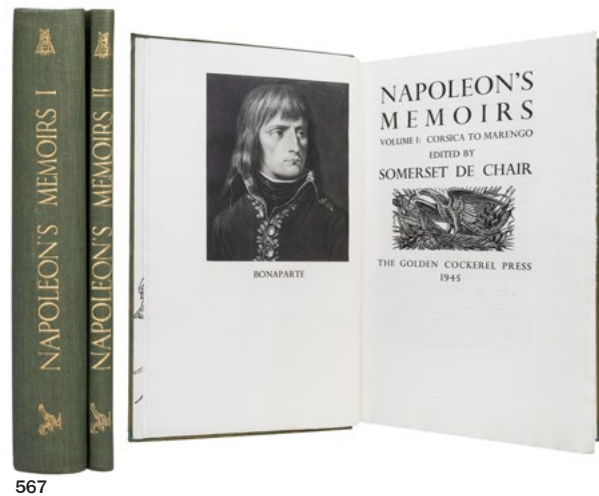 NAPOLEON'S MEMOIRS I
NAPOLEON'S MEMOIRS II
BONAPARTE
NAPOLEON'S
MEMOIRS
VOLUME I: CORSICA TO MARENGO
EDITED BY
SOMERSET DE CHAIR
THE GOLDEN COCKEREL PRESS
1945
567